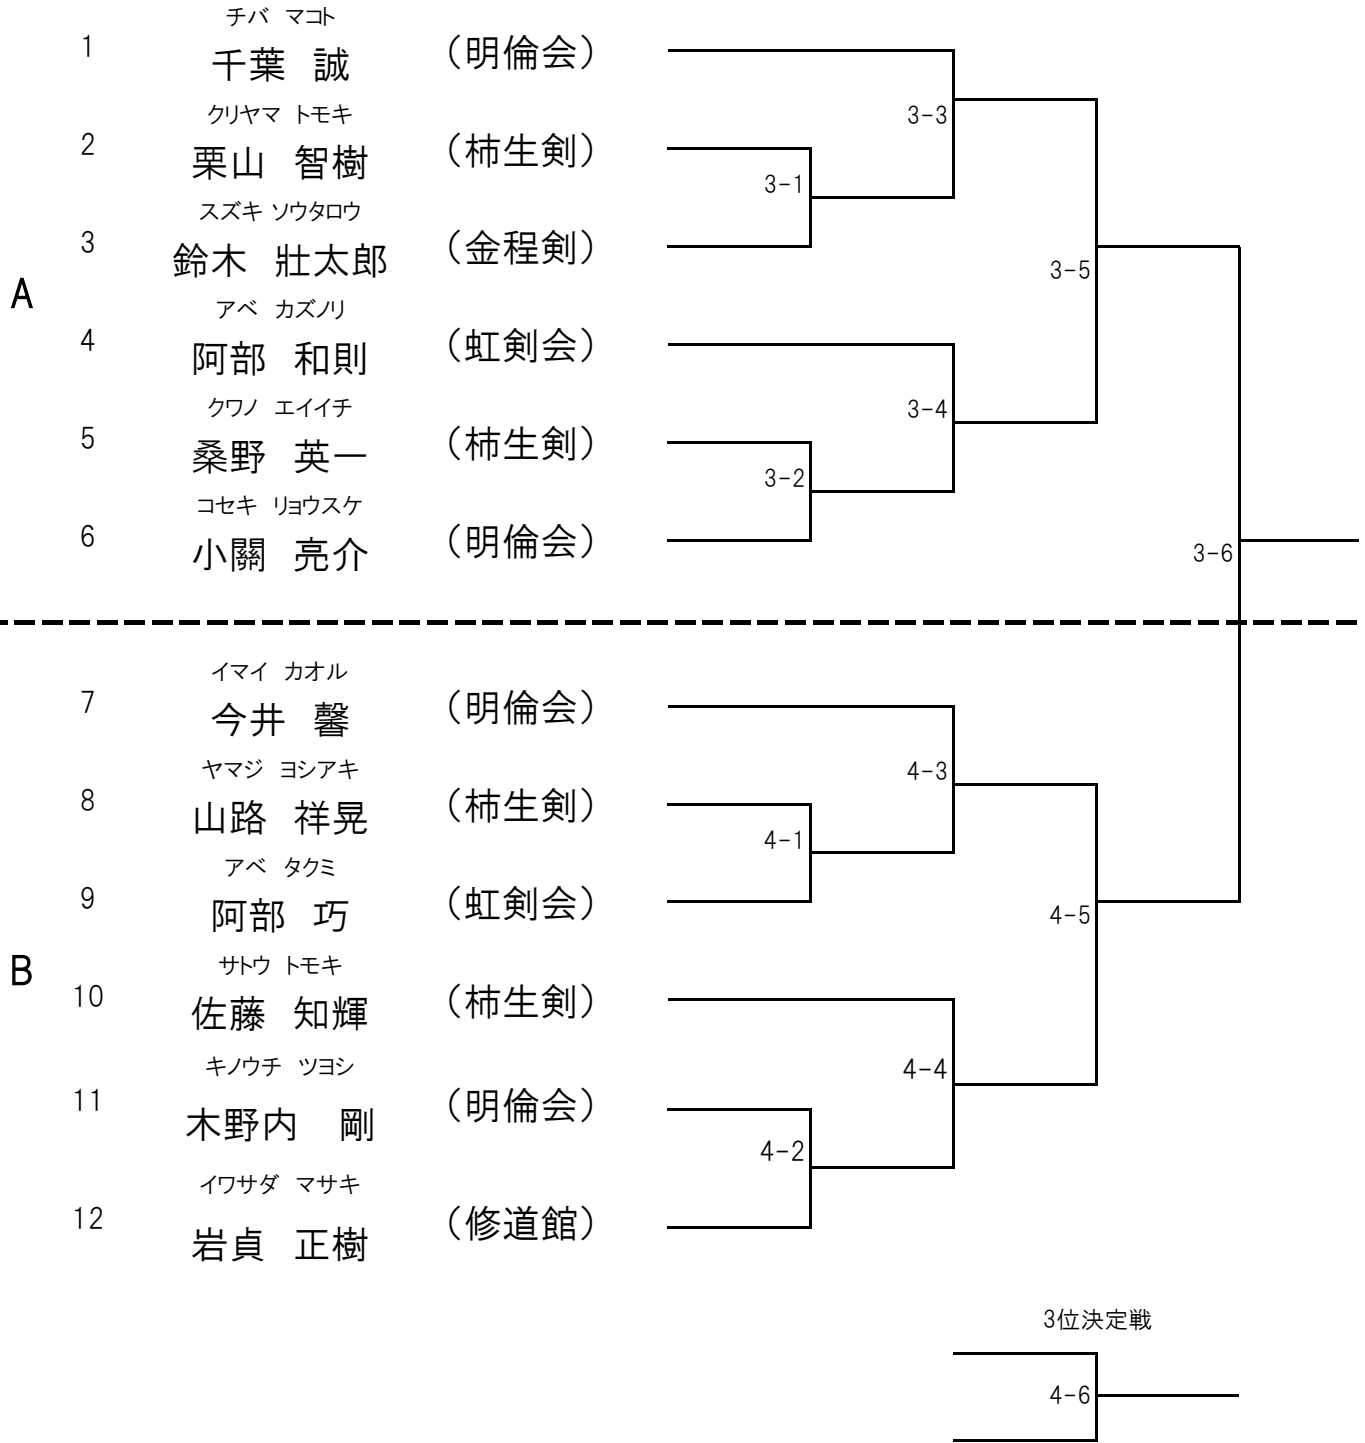 チバ マコト
1 千葉 誠 （明倫会）
3-3
クリヤマ トモキ
2 栗山 智樹 （柿生剣）
3-1
スズキ ソウタロウ
3 鈴木 壯太郎 （金程剣）
3-5
A
アベ カズノリ
4 阿部 和則 （虹剣会）
3-4
クワノ エイイチ
5 桑野 英一 （柿生剣）
3-2
コセキ リョウスケ
6 小關 亮介 （明倫会）
3-6
イマイ カオル
7 今井 馨 （明倫会）
4-3
ヤマジ ヨシアキ
8 山路 祥晃 （柿生剣）
4-1
アベ タクミ
9 阿部 巧 （虹剣会）
4-5
B
サトウ トモキ
10 佐藤 知輝 （柿生剣）
4-4
キノウチ ツヨシ
11 木野内 剛 （明倫会）
4-2
イワサダ マサキ
12 岩貞 正樹 （修道館）
3位決定戦
4-6